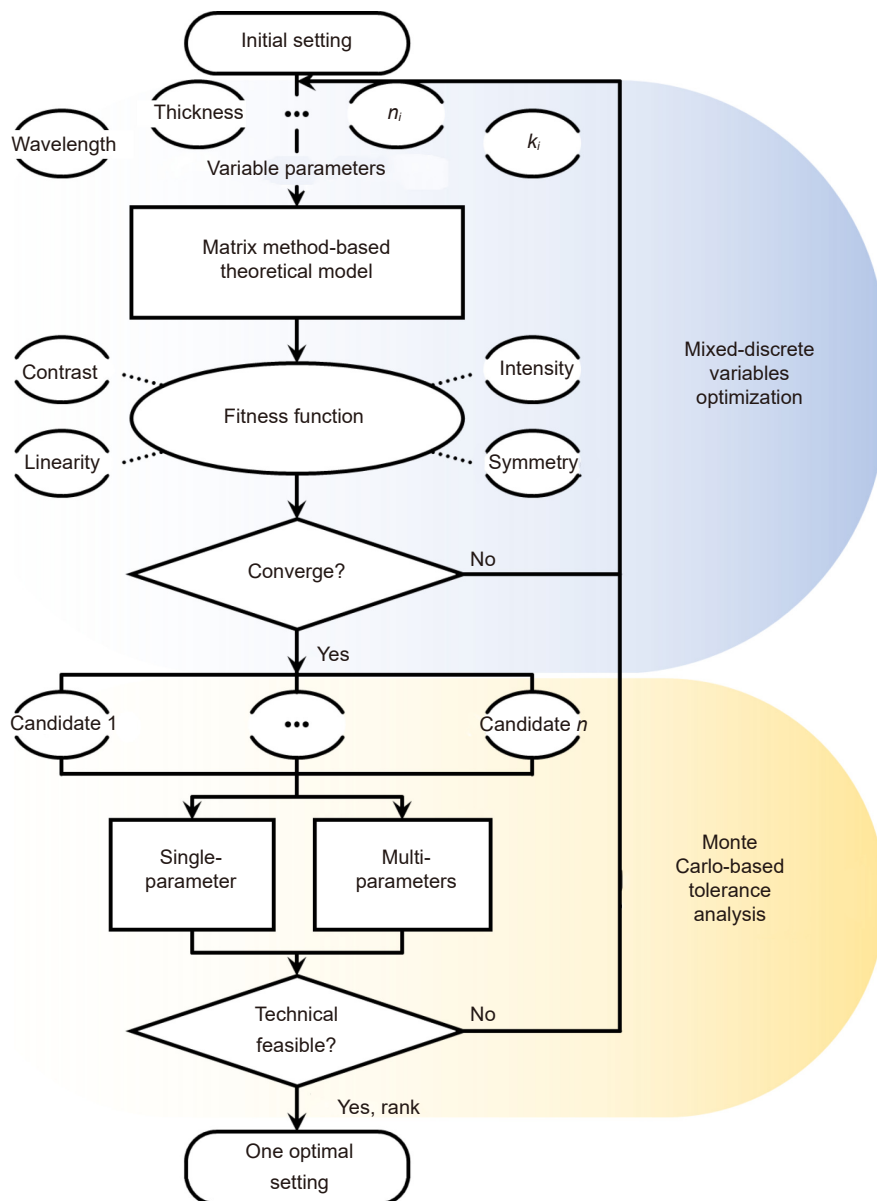 Initial setting
Wavelength
Thickness
...
n_i
k_i
Variable parameters
Matrix method-based
theoretical model
Contrast
Intensity
Fitness function
Linearity
Symmetry
Mixed-discrete
variables
optimization
Converge?
No
Yes
Candidate 1
...
Candidate n
Single-
parameter
Multi-
parameters
Monte
Carlo-based
tolerance
analysis
Technical
feasible?
No
Yes, rank
One optimal
setting